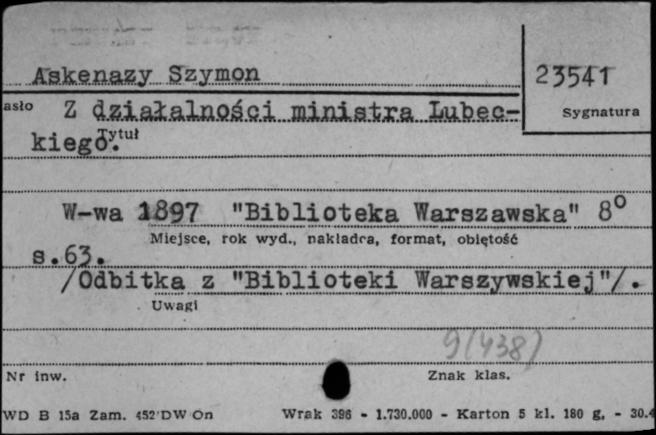 Askenazy Szymon
23541
asło
Z działalności ministra Lubec-
Sygnatura
kiego.
Tytuł
W-wa 1897 "Biblioteka Warszawska" 8°
Miejsce, rok wyd., nakładca, format, objętość
s.63.
/Odbitka z "Biblioteki Warszywskiej"/.
Uwagi
9(438)
Nr inw.
Znak klas.
WD B 15a Zam. 452 DW On
Wrak 396 - 1.730.000 - Karton 5 kl. 180 g, - 30.4